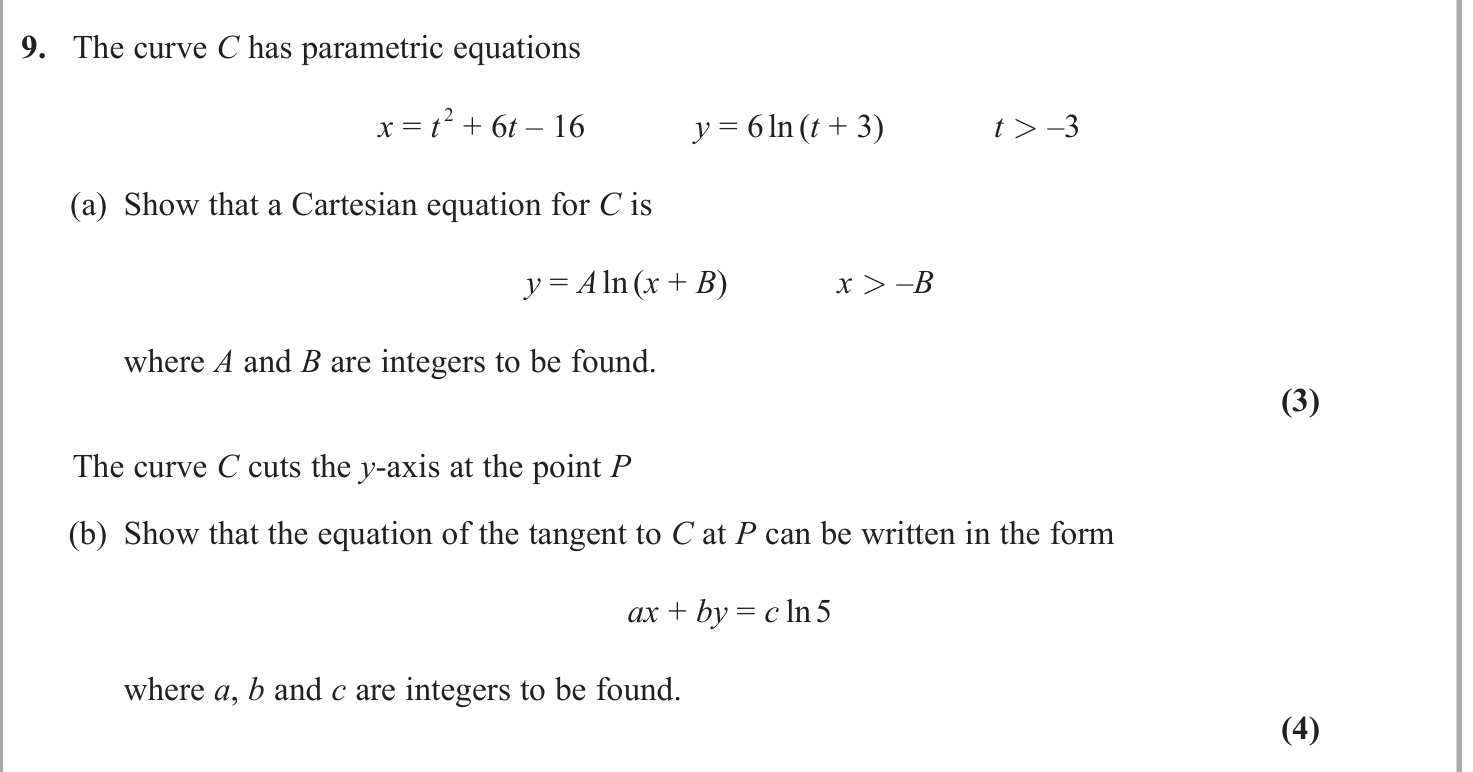 9. The curve C has parametric equations
x = t² + 6t – 16 y = 6 ln (t + 3) t > –3
(a) Show that a Cartesian equation for C is
y = A ln (x + B) x > –B
where A and B are integers to be found.
(3)
The curve C cuts the y-axis at the point P
(b) Show that the equation of the tangent to C at P can be written in the form
ax + by = c ln 5
where a, b and c are integers to be found.
(4)